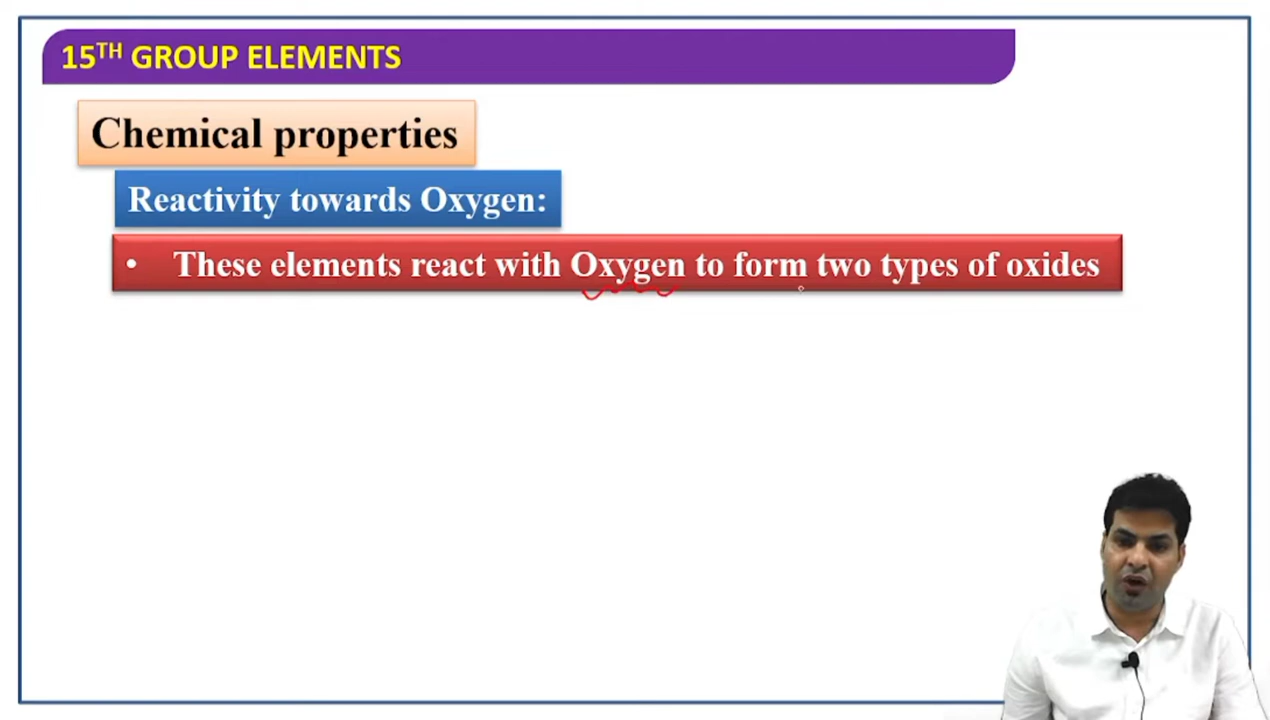 15TH GROUP ELEMENTS
Chemical properties
Reactivity towards Oxygen:
• These elements react with Oxygen to form two types of oxides